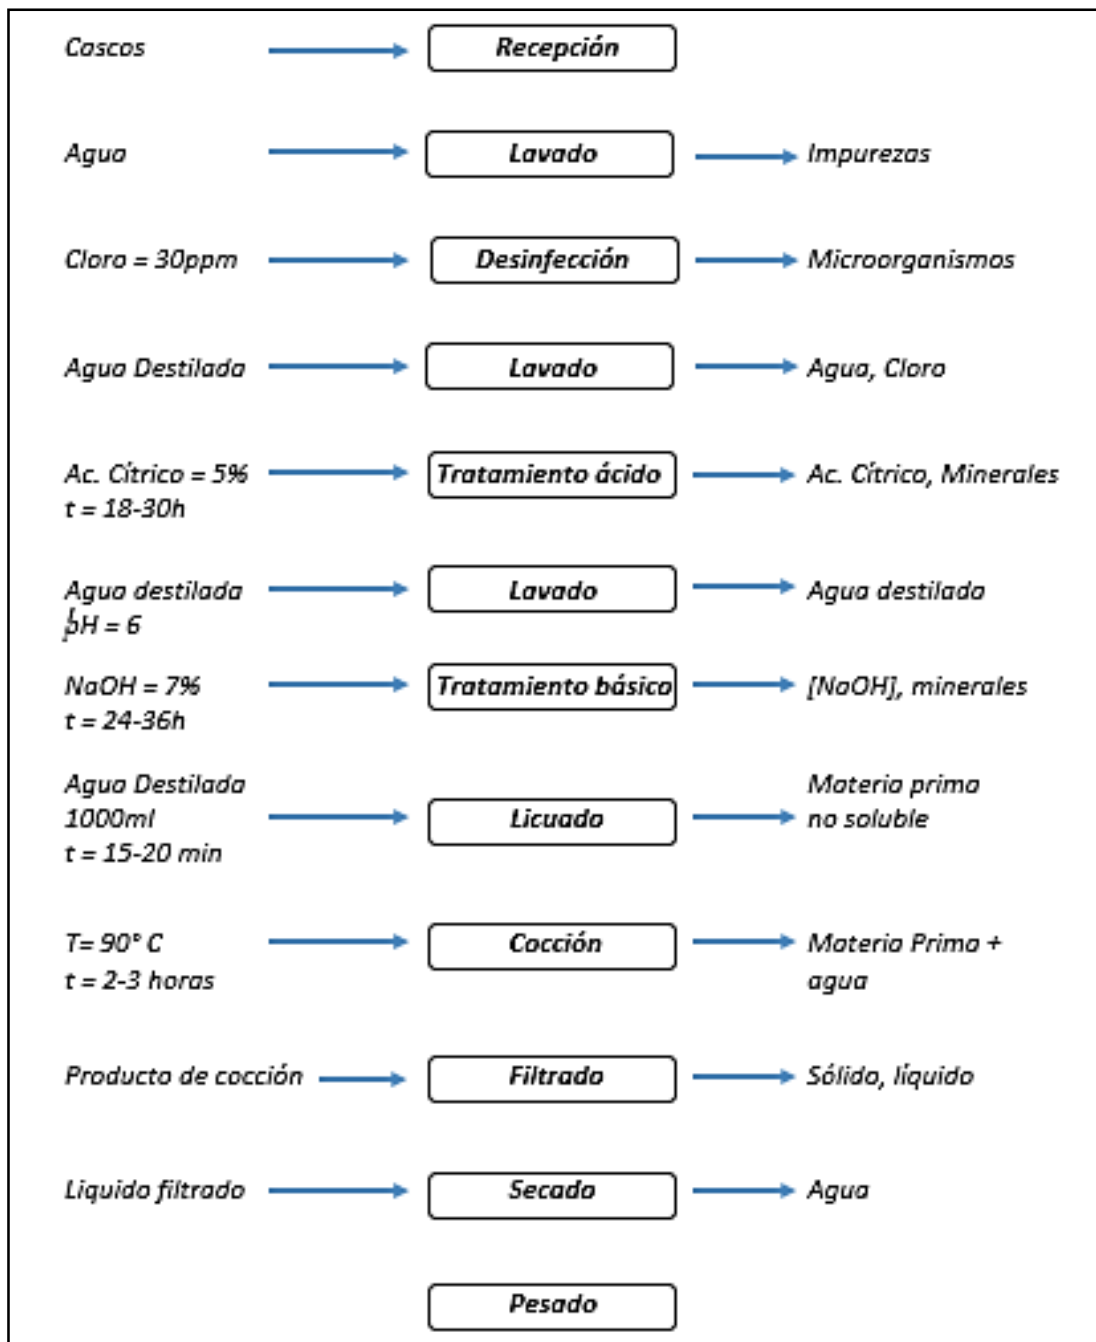 Cascos Recepción
Agua Lavado Impurezas
Cloro = 30ppm Desinfección Microorganismos
Agua Destilada Lavado Agua, Cloro
Ac. Cítrico = 5% Tratamiento ácido Ac. Cítrico, Minerales
t = 18-30h
Agua destilada Lavado Agua destilada
pH = 6
NaOH = 7% Tratamiento básico [NaOH], minerales
t = 24-36h
Agua Destilada Materia prima
1000ml Licuado no soluble
t = 15-20 min
T= 90° C Cocción Materia Prima +
t = 2-3 horas agua
Producto de cocción Filtrado Sólido, líquido
Liquido filtrado Secado Agua
Pesado